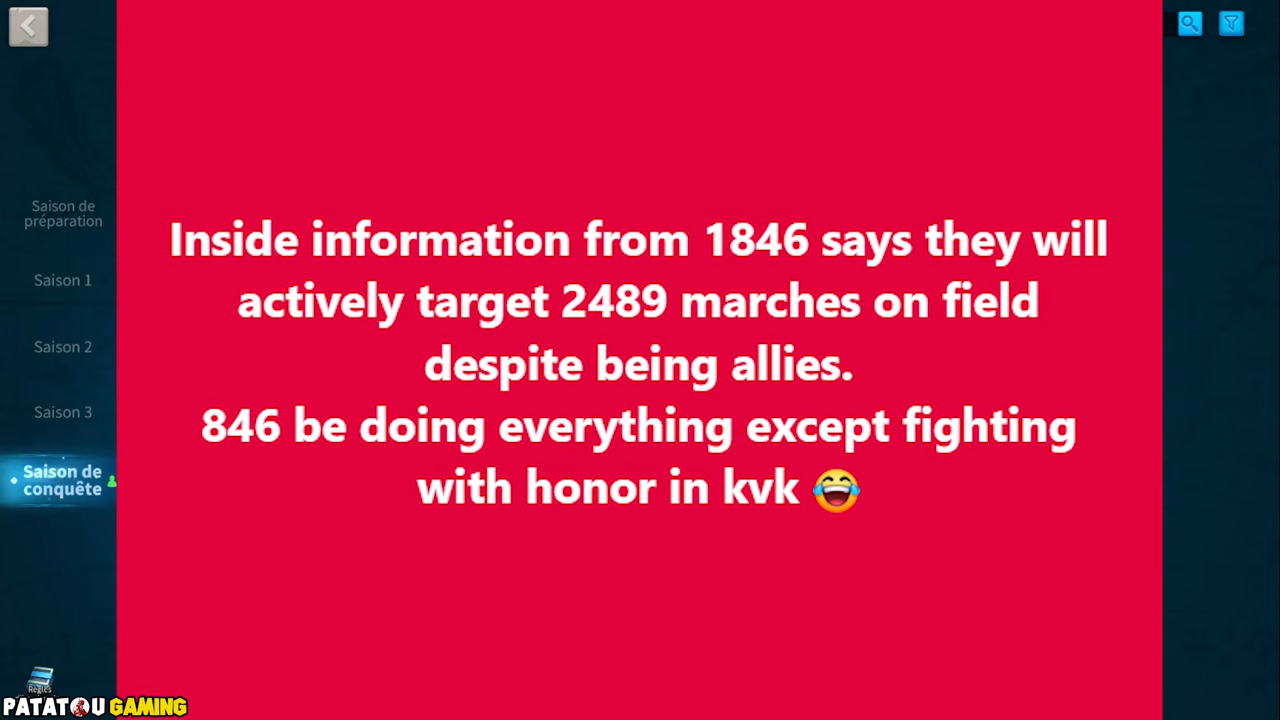 Saison de
préparation
Saison 1
Saison 2
Saison 3
Saison de
conquête
Règles
Inside information from 1846 says they will
actively target 2489 marches on field
despite being allies.
846 be doing everything except fighting
with honor in kvk 😂
PATATOU GAMING